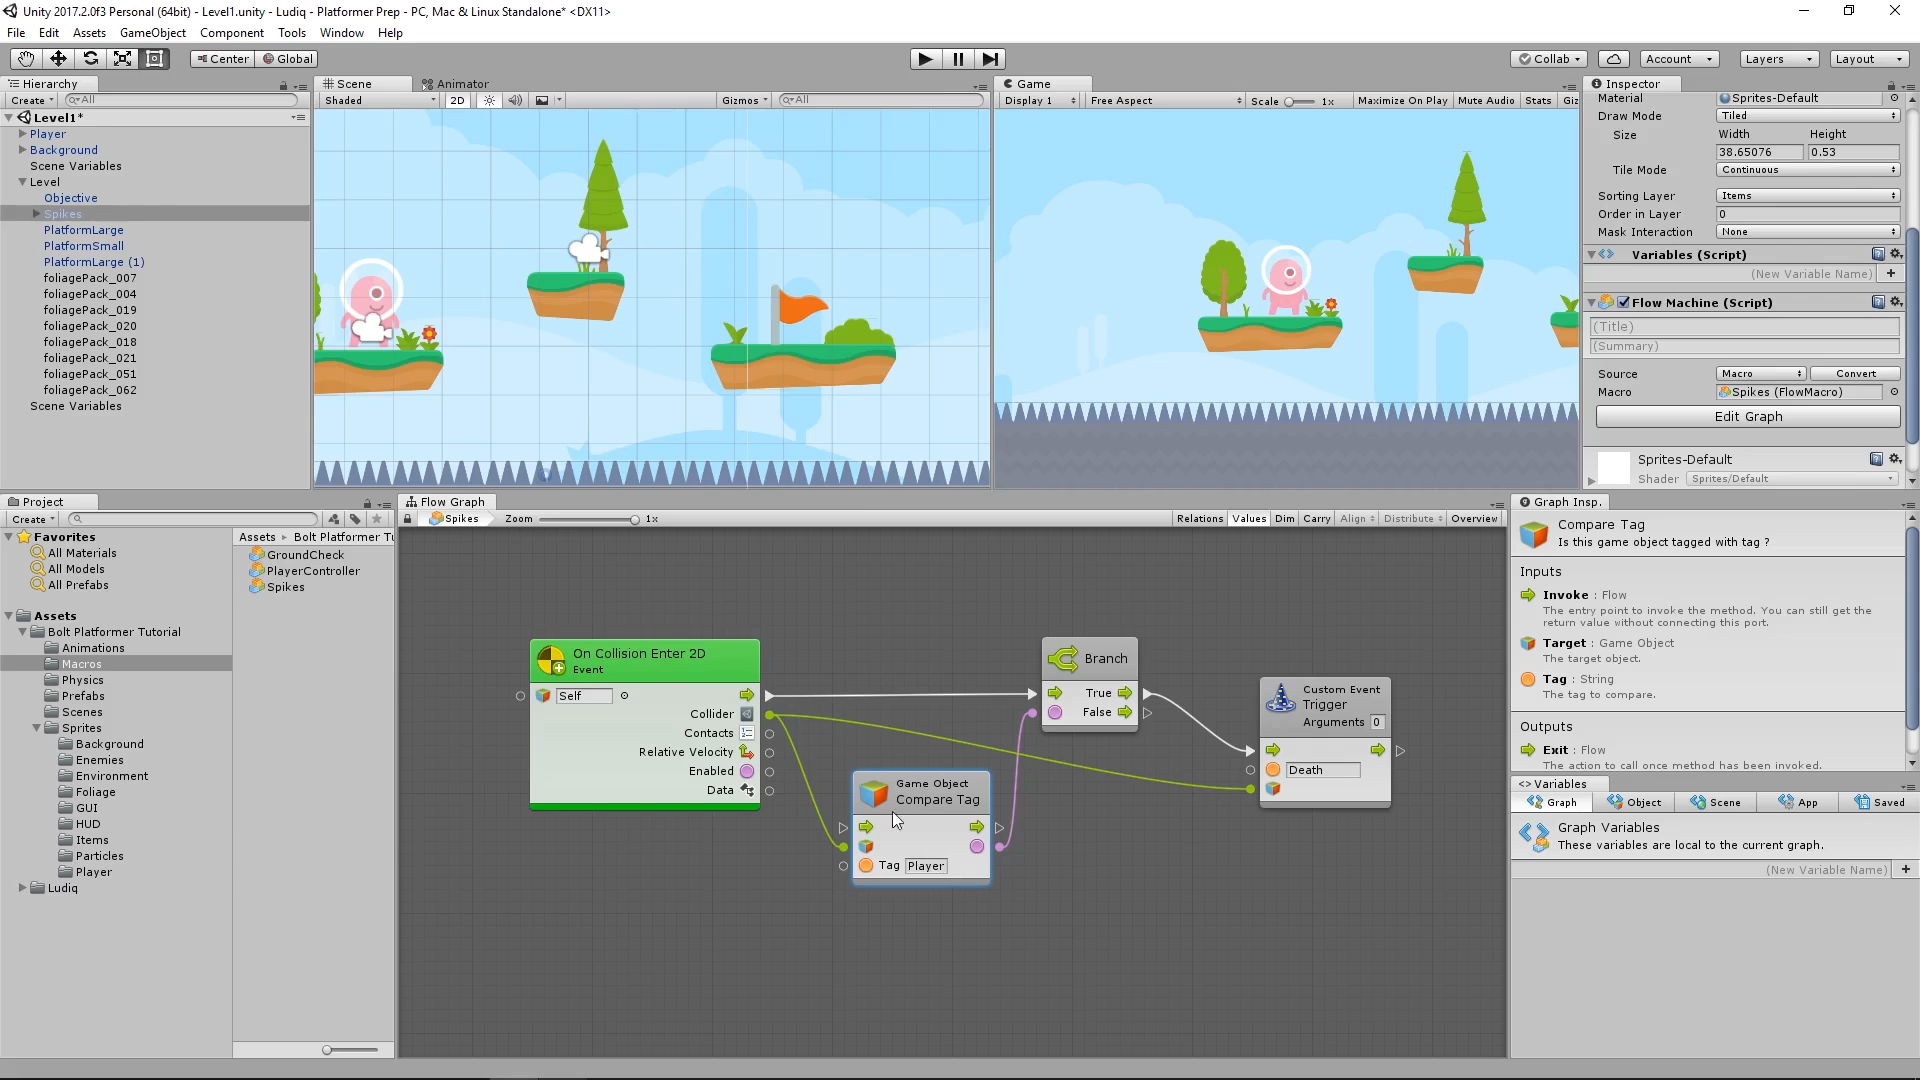 Unity 2017.2.0f3 Personal (64bit) - Level1.unity - Ludiq - Platformer Prep - PC, Mac & Linux Standalone* <DX11>
File Edit Assets GameObject Component Tools Window Help
Center Global Collab Account Layers Layout
Hierarchy
Create All
Level1*
Player
Background
Scene Variables
Level
Objective
Spikes
PlatformLarge
PlatformSmall
PlatformLarge (1)
foliagePack_007
foliagePack_004
foliagePack_019
foliagePack_020
foliagePack_018
foliagePack_021
foliagePack_051
foliagePack_062
Scene Variables
Scene Animator
Shaded 2D Gizmos All
Game
Display 1 Free Aspect Scale 1x Maximize On Play Mute Audio Stats Giz
Inspector
Material Sprites-Default
Draw Mode Tiled
Size Width Height
38.65076 0.53
Tile Mode Continuous
Sorting Layer Items
Order in Layer 0
Mask Interaction None
Variables (Script)
(New Variable Name)
Flow Machine (Script)
(Title)
(Summary)
Source Macro Convert
Macro Spikes (FlowMacro)
Edit Graph
Sprites-Default
Shader Sprites/Default
Project
Create
Favorites
All Materials
All Models
All Prefabs
Assets
Bolt Platformer Tutorial
Animations
Macros
Physics
Prefabs
Scenes
Sprites
Background
Enemies
Environment
Foliage
GUI
HUD
Items
Particles
Player
Ludiq
Assets Bolt Platformer Tu
GroundCheck
PlayerController
Spikes
Flow Graph
Spikes Zoom 1x Relations Values Dim Carry Align Distribute Overview
On Collision Enter 2D
Event
Self
Collider
Contacts
Relative Velocity
Enabled
Data
Game Object
Compare Tag
Tag Player
Branch
True
False
Custom Event
Trigger
Arguments 0
Death
Graph Insp.
Compare Tag
Is this game object tagged with tag ?
Inputs
Invoke : Flow
The entry point to invoke the method. You can still get the
return value without connecting this port.
Target : Game Object
The target object.
Tag : String
The tag to compare.
Outputs
Exit : Flow
The action to call once method has been invoked.
<> Variables
Graph Object Scene App Saved
Graph Variables
These variables are local to the current graph.
(New Variable Name)